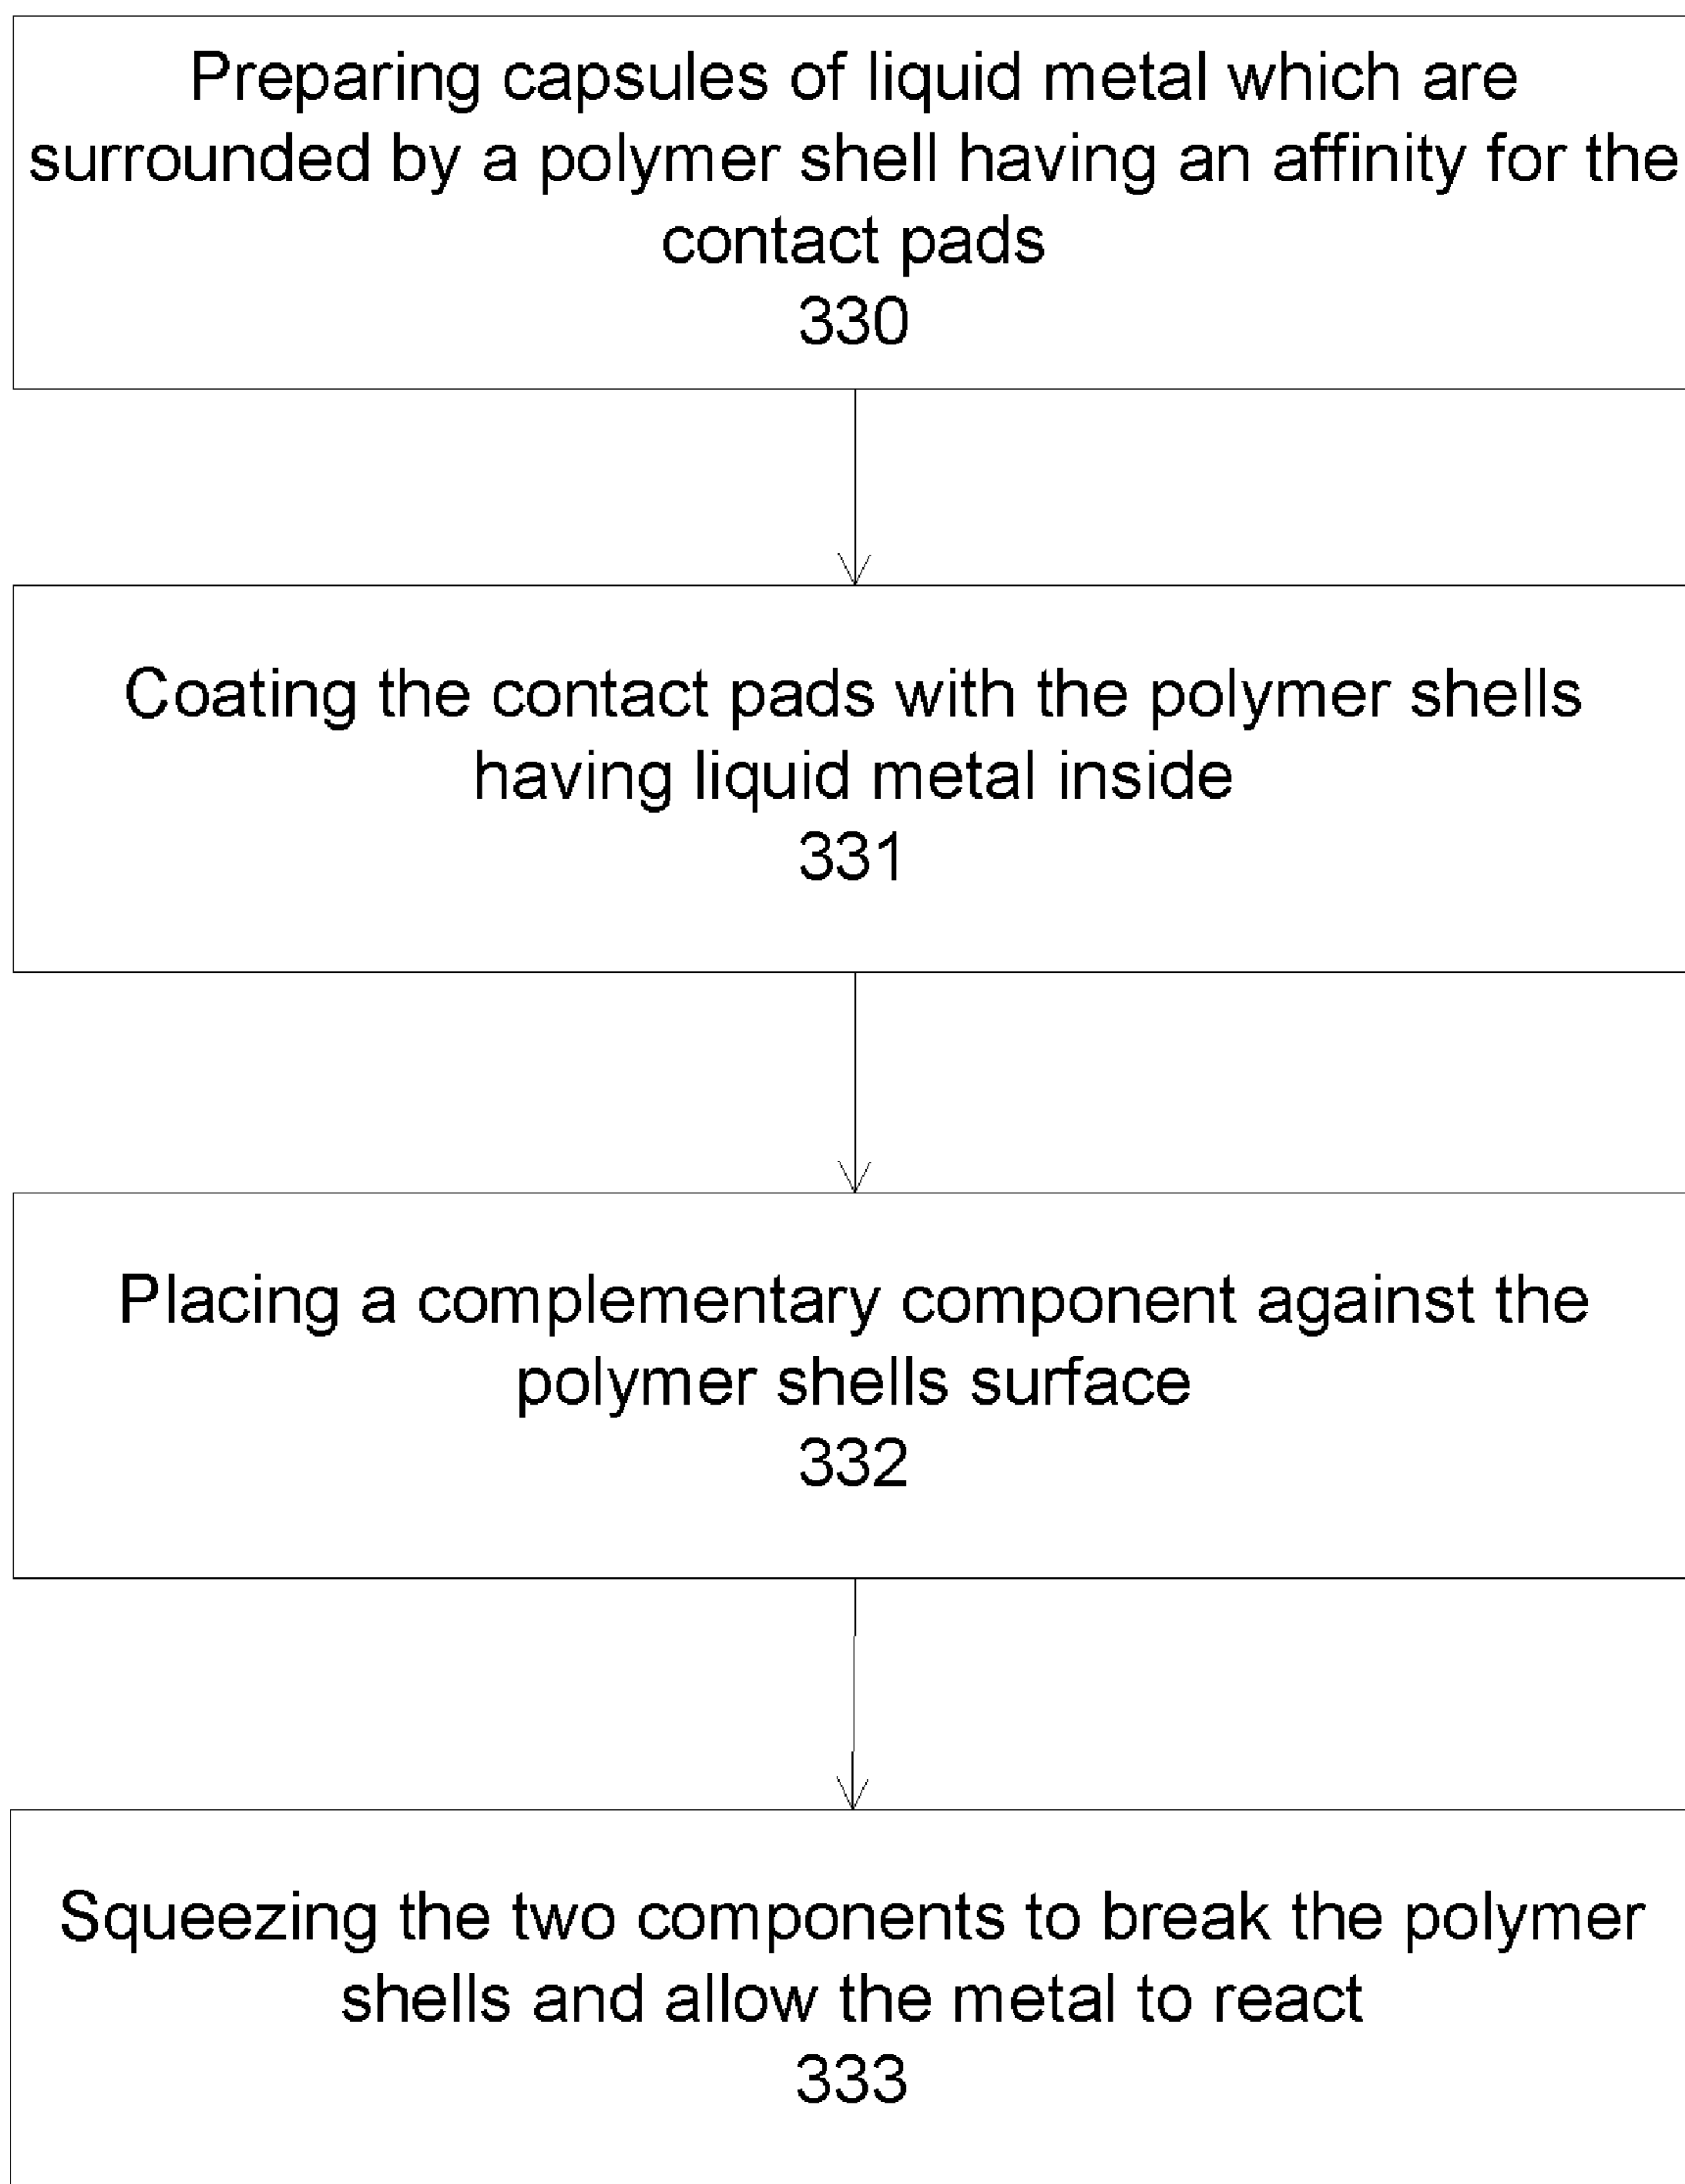 Preparing capsules of liquid metal which are
surrounded by a polymer shell having an affinity for the
contact pads
330
Coating the contact pads with the polymer shells
having liquid metal inside
331
Placing a complementary component against the
polymer shells surface
332
Squeezing the two components to break the polymer
shells and allow the metal to react
333